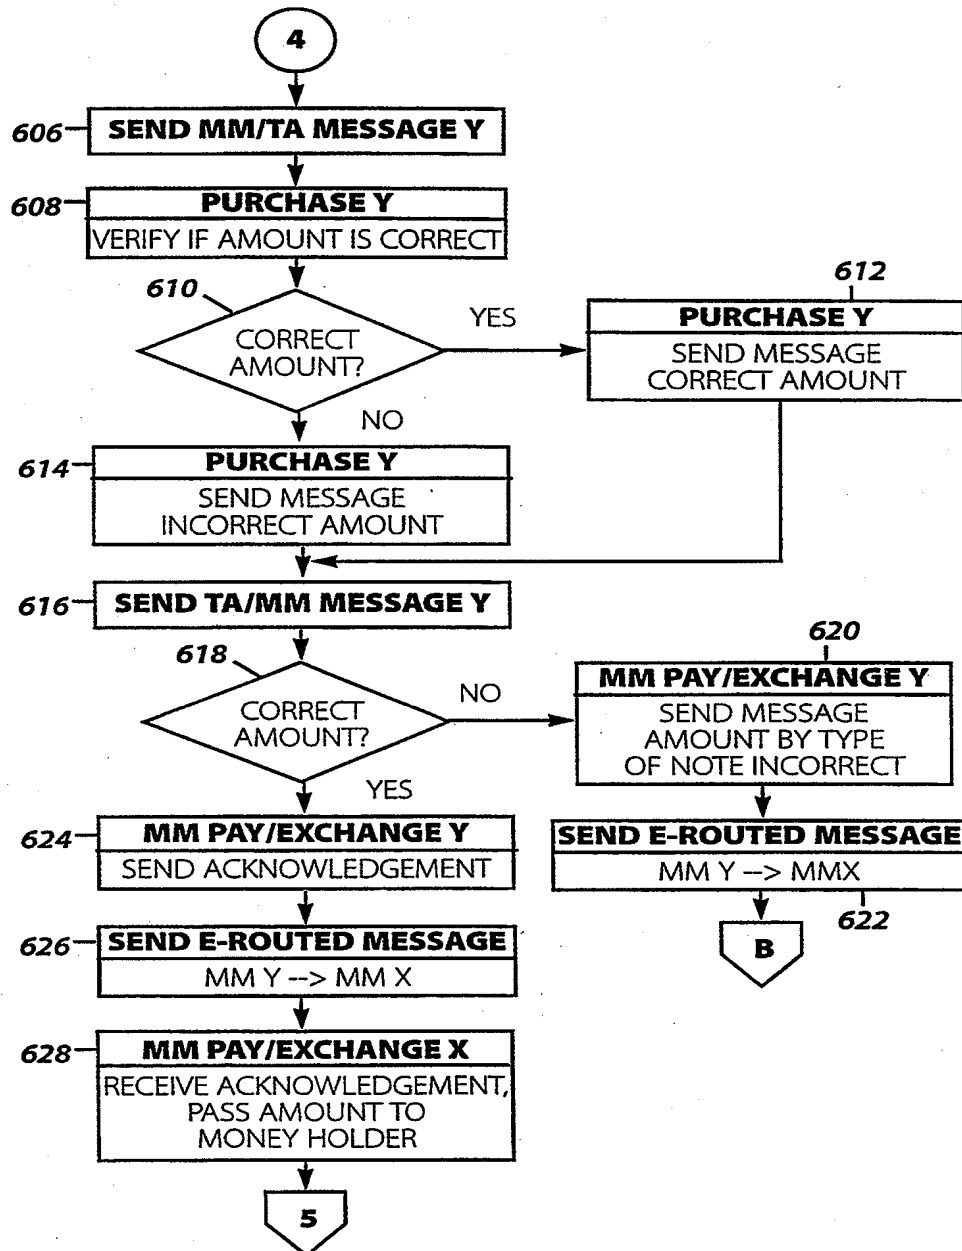 4
606
SEND MM/TA MESSAGE Y
608
PURCHASE Y
VERIFY IF AMOUNT IS CORRECT
610
CORRECT
AMOUNT?
YES
612
PURCHASE Y
SEND MESSAGE
CORRECT AMOUNT
NO
614
PURCHASE Y
SEND MESSAGE
INCORRECT AMOUNT
616
SEND TA/MM MESSAGE Y
618
CORRECT
AMOUNT?
NO
620
MM PAY/EXCHANGE Y
SEND MESSAGE
AMOUNT BY TYPE
OF NOTE INCORRECT
YES
624
MM PAY/EXCHANGE Y
SEND ACKNOWLEDGEMENT
SEND E-ROUTED MESSAGE
MM Y --> MMX
622
B
626
SEND E-ROUTED MESSAGE
MM Y --> MM X
628
MM PAY/EXCHANGE X
RECEIVE ACKNOWLEDGEMENT,
PASS AMOUNT TO
MONEY HOLDER
5